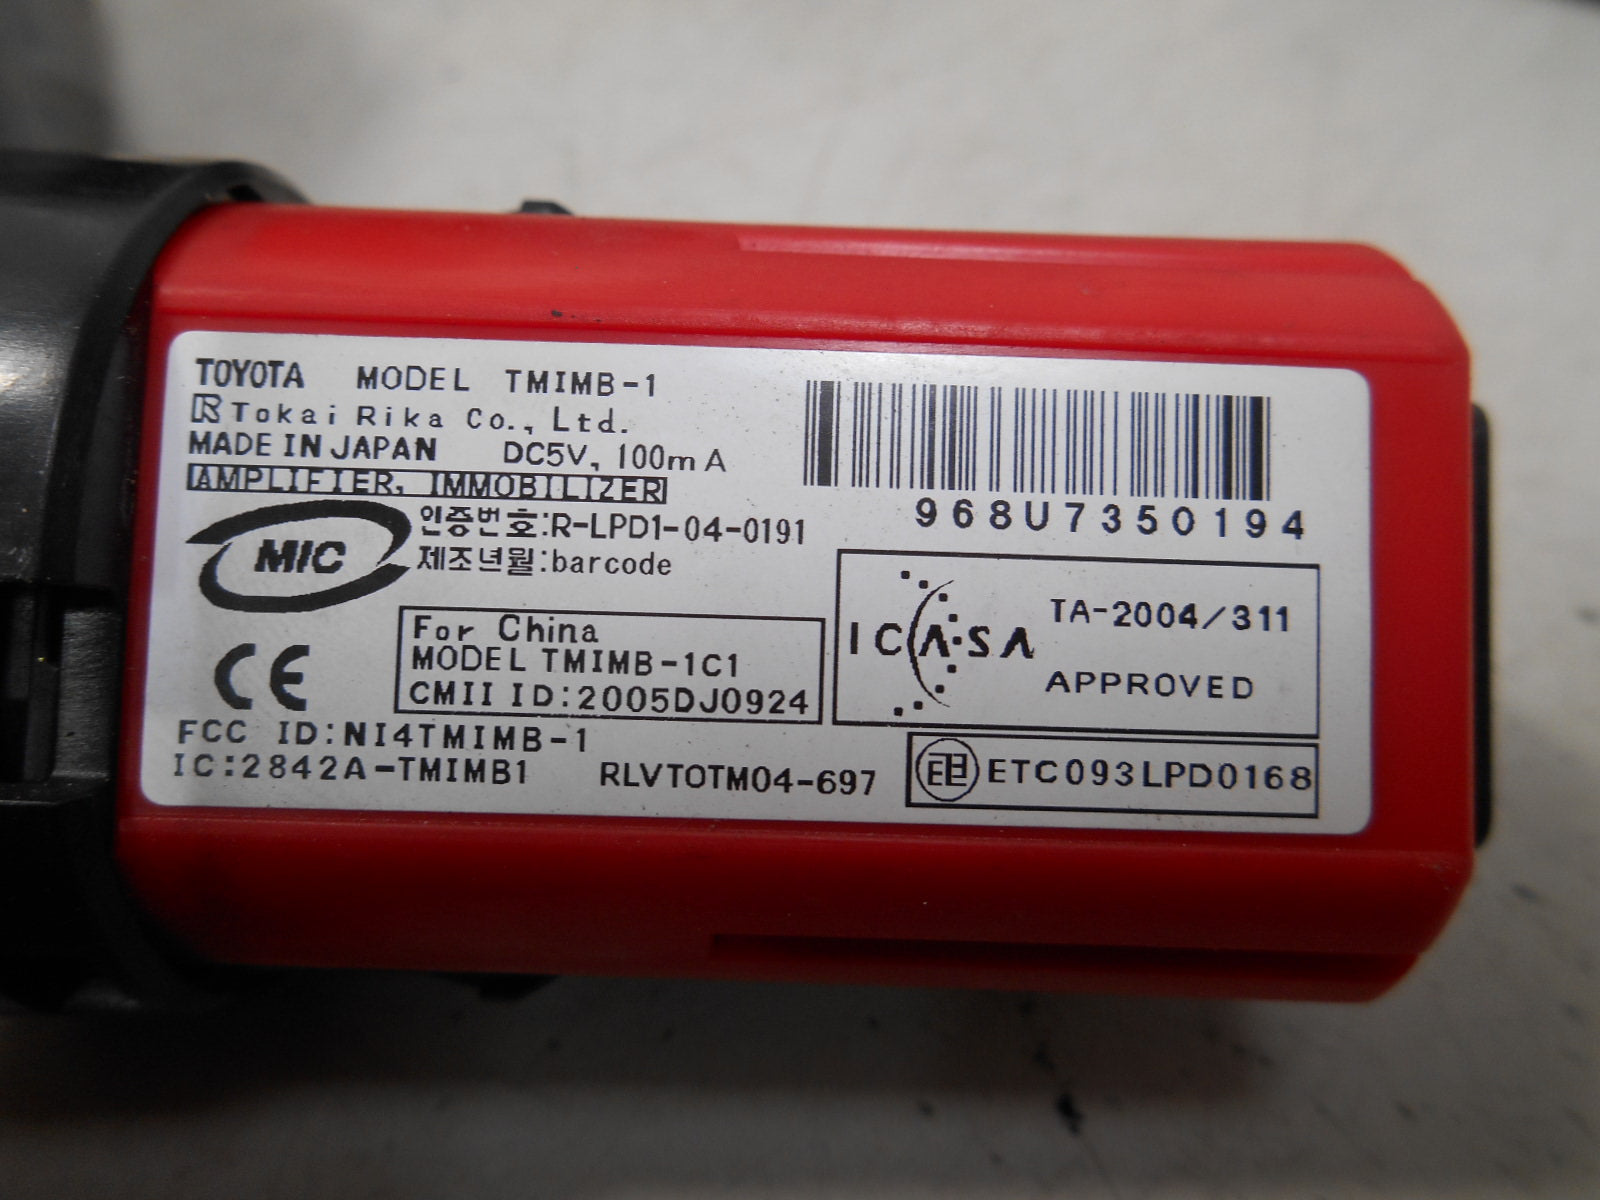 TOYOTA MODEL TMIMB-1
Tokai Rika Co., Ltd.
MADE IN JAPAN DC5V, 100mA
AMPLIFIER, IMMOBILIZER
968U7350194
MIC
인증번호:R-LPD1-04-0191
제조년월:barcode
CE
For China
MODEL TMIMB-1C1
CMII ID:2005DJ0924
ICASA
TA-2004/311
APPROVED
FCC ID:NI4TMIMB-1
IC:2842A-TMIMB1
RLVTOTM04-697
ETC093LPD0168